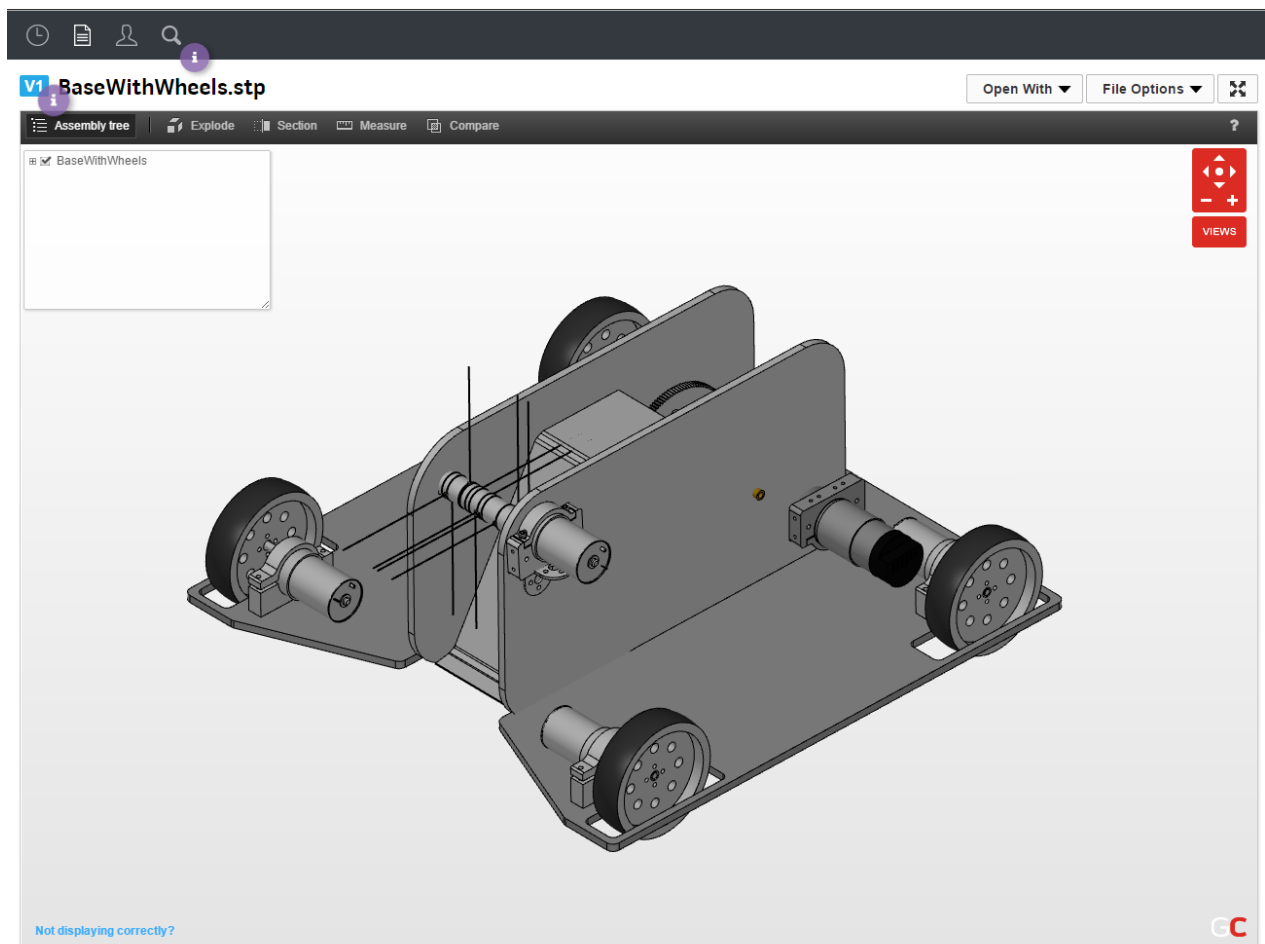 V1 BaseWithWheels.stp
Open With File Options
Assembly tree Explode Section Measure Compare ?
BaseWithWheels
VIEWS
Not displaying correctly?
GC